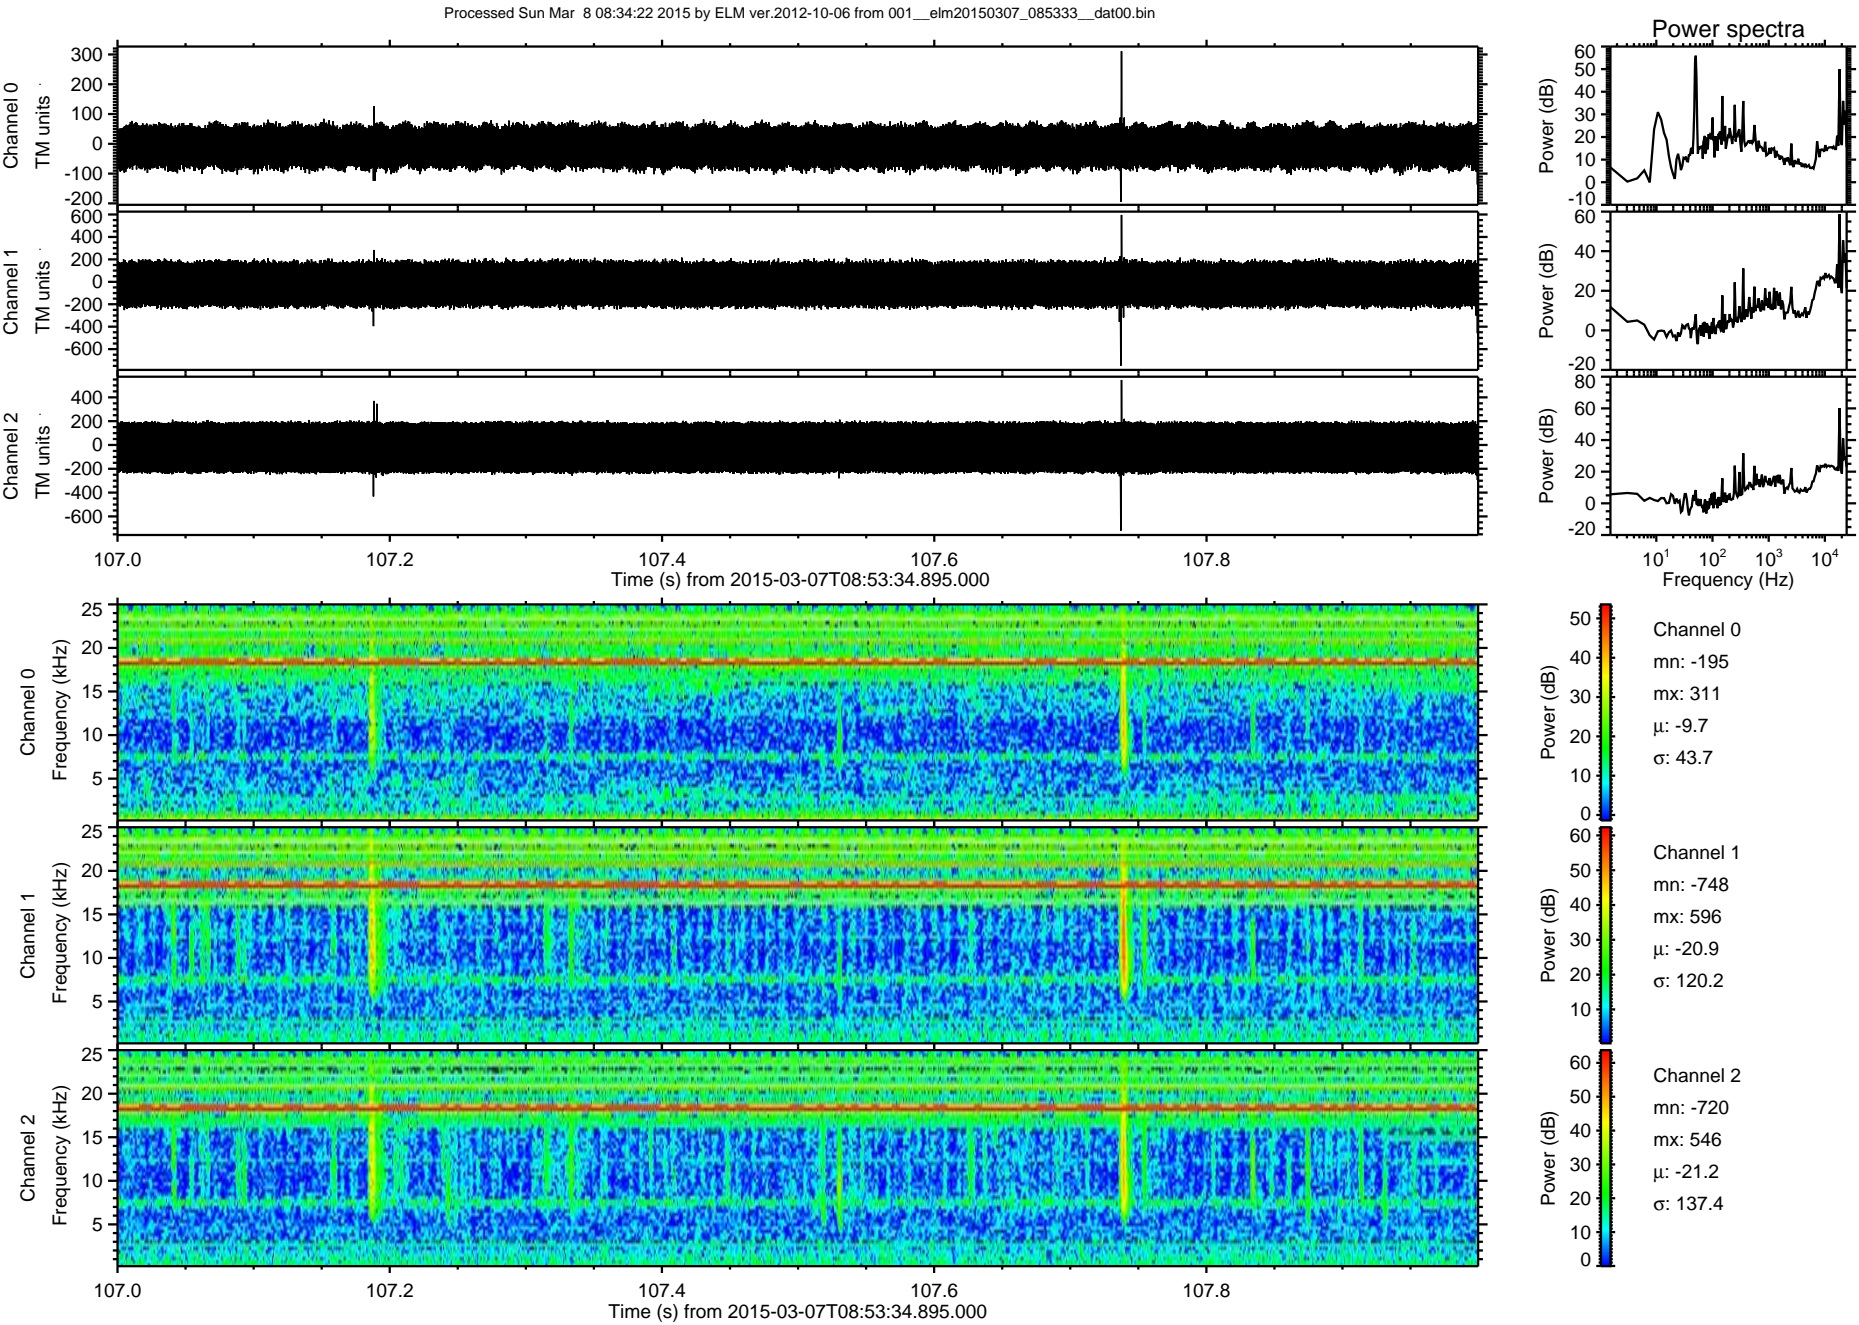 Processed Sun Mar  8 08:34:22 2015 by ELM ver.2012-10-06 from 001__elm20150307_085333__dat00.bin
Power spectra
Channel 0
TM units
300
200
100
0
-100
-200
Power (dB)
60
50
40
30
20
10
0
-10
Channel 1
TM units
600
400
200
0
-200
-400
-600
Power (dB)
60
40
20
0
-20
Channel 2
TM units
400
200
0
-200
-400
-600
Power (dB)
80
60
40
20
0
-20
107.0 107.2 107.4 107.6 107.8
Time (s) from 2015-03-07T08:53:34.895.000
10¹ 10² 10³ 10⁴
Frequency (Hz)
Channel 0
Frequency (kHz)
25
20
15
10
5
Power (dB)
50
40
30
20
10
0
Channel 0
mn: -195
mx: 311
μ: -9.7
σ: 43.7
Channel 1
Frequency (kHz)
25
20
15
10
5
Power (dB)
60
50
40
30
20
10
Channel 1
mn: -748
mx: 596
μ: -20.9
σ: 120.2
Channel 2
Frequency (kHz)
25
20
15
10
5
Power (dB)
60
50
40
30
20
10
0
Channel 2
mn: -720
mx: 546
μ: -21.2
σ: 137.4
107.0 107.2 107.4 107.6 107.8
Time (s) from 2015-03-07T08:53:34.895.000